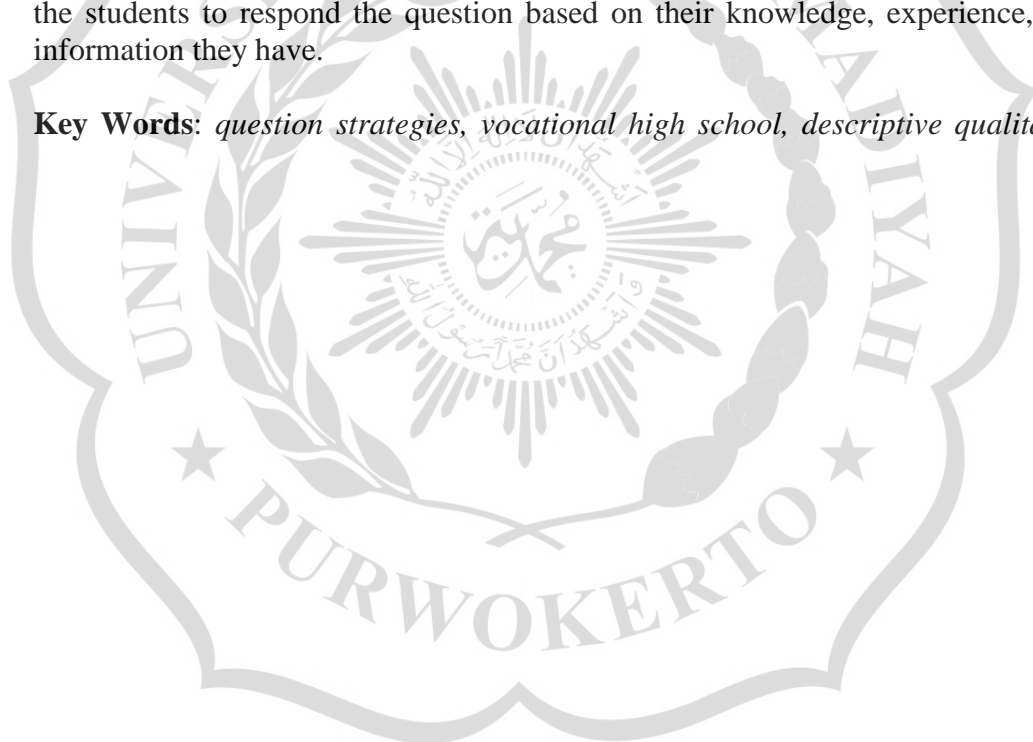 the students to respond the question based on their knowledge, experience,
information they have.
Key Words: question strategies, vocational high school, descriptive qualit
PURWOKERTO